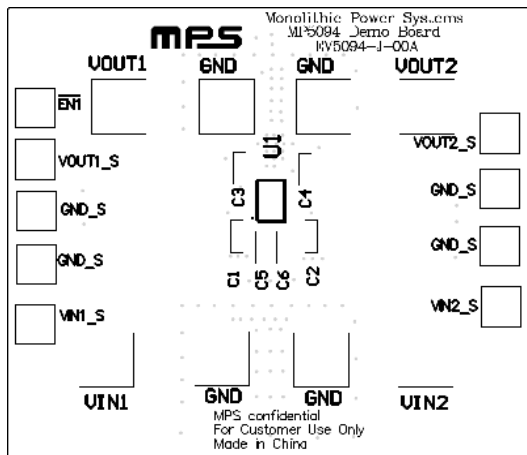 mps
Monolithic Power Systems
MP5094 Demo Board
EV5094-J-00A
VOUT1
GND
GND
VOUT2
EN1
VOUT1_S
GND_S
GND_S
VIN1_S
U1
C3
C4
C1
C5
C6
C2
VOUT2_S
GND_S
GND_S
VIN2_S
VIN1
GND
GND
VIN2
MPS confidential
For Customer Use Only
Made in China